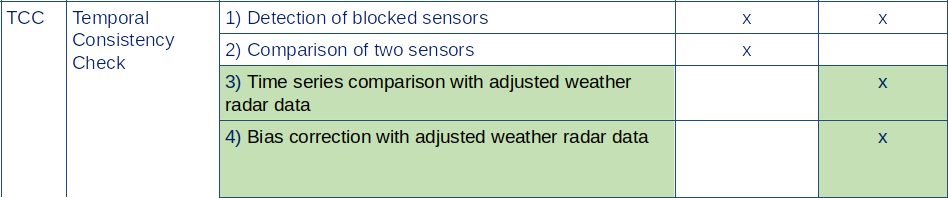 TCC
Temporal
Consistency
Check
1) Detection of blocked sensors
x
x
2) Comparison of two sensors
x
3) Time series comparison with adjusted weather
radar data
x
4) Bias correction with adjusted weather radar data
x